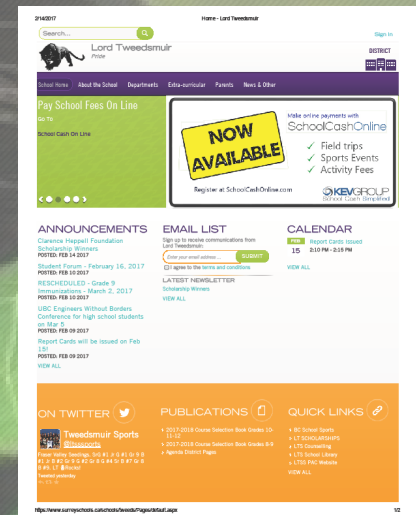 2/14/2017
Home - Lord Tweedsmuir
Search...
Sign In
Lord Tweedsmuir
Pride
DISTRICT
School Home
About the School
Departments
Extra-curricular
Parents
News & Other
Pay School Fees On Line
Go To
School Cash On Line
NOW
AVAILABLE
Make online payments with
SchoolCashOnline
✓ Field trips
✓ Sports Events
✓ Activity Fees
Register at SchoolCashOnline.com
KEVGROUP
School Cash Simplified
ANNOUNCEMENTS
Clarence Happell Foundation
Scholarship Winners
POSTED: FEB 14 2017
Student Forum - February 16, 2017
POSTED: FEB 10 2017
RESCHEDULED - Grade 9
Immunizations - March 2, 2017
POSTED: FEB 10 2017
UBC Engineers Without Borders
Conference for high school students
on Mar 5
POSTED: FEB 09 2017
Report Cards will be issued on Feb
15!
POSTED: FEB 09 2017
VIEW ALL
EMAIL LIST
Sign up to receive communications from
Lord Tweedsmuir:
Enter your email address...
SUBMIT
I agree to the terms and conditions
LATEST NEWSLETTER
Scholarship Winners
VIEW ALL
CALENDAR
FEB
15
Report Cards Issued
2:10 PM - 2:15 PM
VIEW ALL
ON TWITTER
Tweedsmuir Sports
@ltsssports
Tweeted yesterday
PUBLICATIONS
2017-2018 Course Selection Book Grades 10-
11-12
2017-2018 Course Selection Book Grades 8-9
Agenda District Pages
QUICK LINKS
BC School Sports
LT SCHOLARSHIPS
LTS Counselling
LTS School Library
LTSS PAC Website
VIEW ALL
https://www.surreyschools.ca/schools/tweeds/Pages/default.aspx
1/2